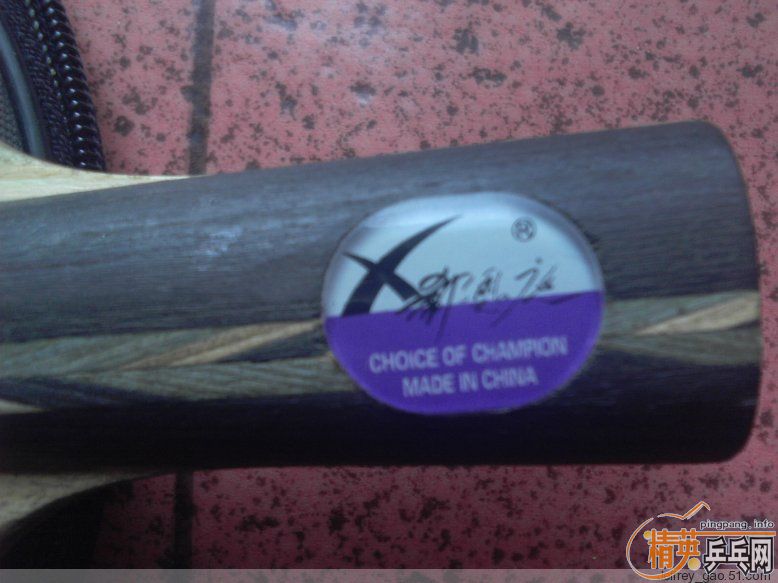 ®
CHOICE OF CHAMPION
MADE IN CHINA
pingpang.info
精英乒乓网